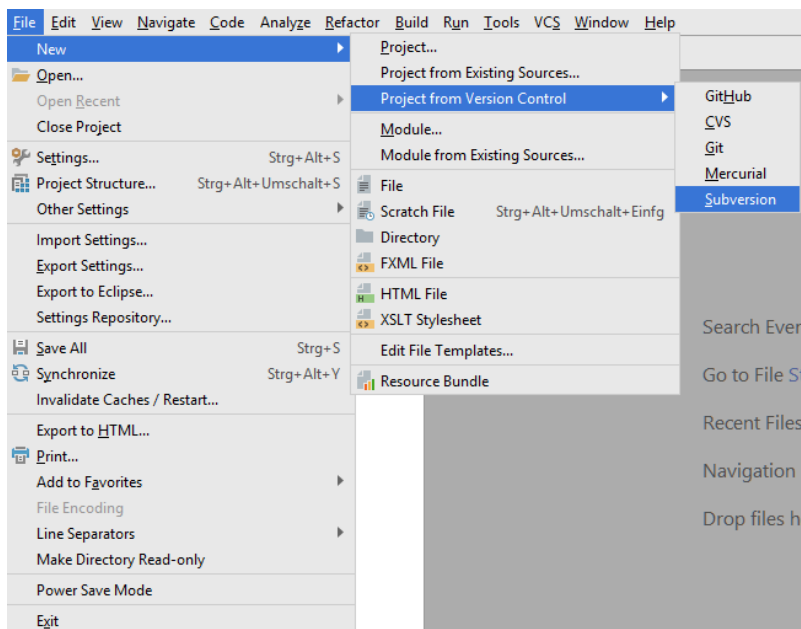 File Edit View Navigate Code Analyze Refactor Build Run Tools VCS Window Help
New
Open...
Open Recent
Close Project
Settings... Strg+Alt+S
Project Structure... Strg+Alt+Umschalt+S
Other Settings
Import Settings...
Export Settings...
Export to Eclipse...
Settings Repository...
Save All Strg+S
Synchronize Strg+Alt+Y
Invalidate Caches / Restart...
Export to HTML...
Print...
Add to Favorites
File Encoding
Line Separators
Make Directory Read-only
Power Save Mode
Exit
Project...
Project from Existing Sources...
Project from Version Control
Module...
Module from Existing Sources...
File
Scratch File Strg+Alt+Umschalt+Einfg
Directory
FXML File
HTML File
XSLT Stylesheet
Edit File Templates...
Resource Bundle
GitHub
CVS
Git
Mercurial
Subversion
Search Ever
Go to File S
Recent Files
Navigation
Drop files h